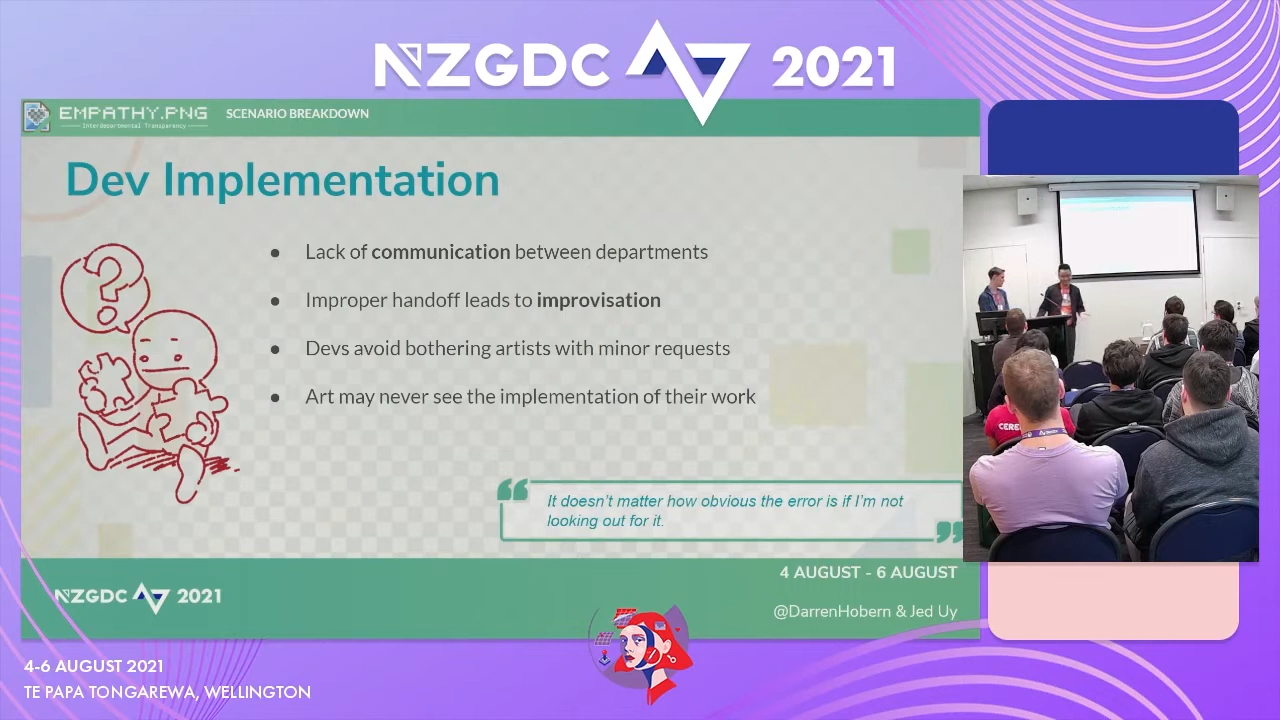 NZGDC 2021
EMPATHY.PNG
Interdepartmental Transparency
SCENARIO BREAKDOWN
Dev Implementation
?
● Lack of communication between departments
● Improper handoff leads to improvisation
● Devs avoid bothering artists with minor requests
● Art may never see the implementation of their work
“ It doesn’t matter how obvious the error is if I’m not
looking out for it. ”
CERE
NZGDC 2021
4 AUGUST - 6 AUGUST
@DarrenHobern & Jed Uy
4-6 AUGUST 2021
TE PAPA TONGAREWA, WELLINGTON